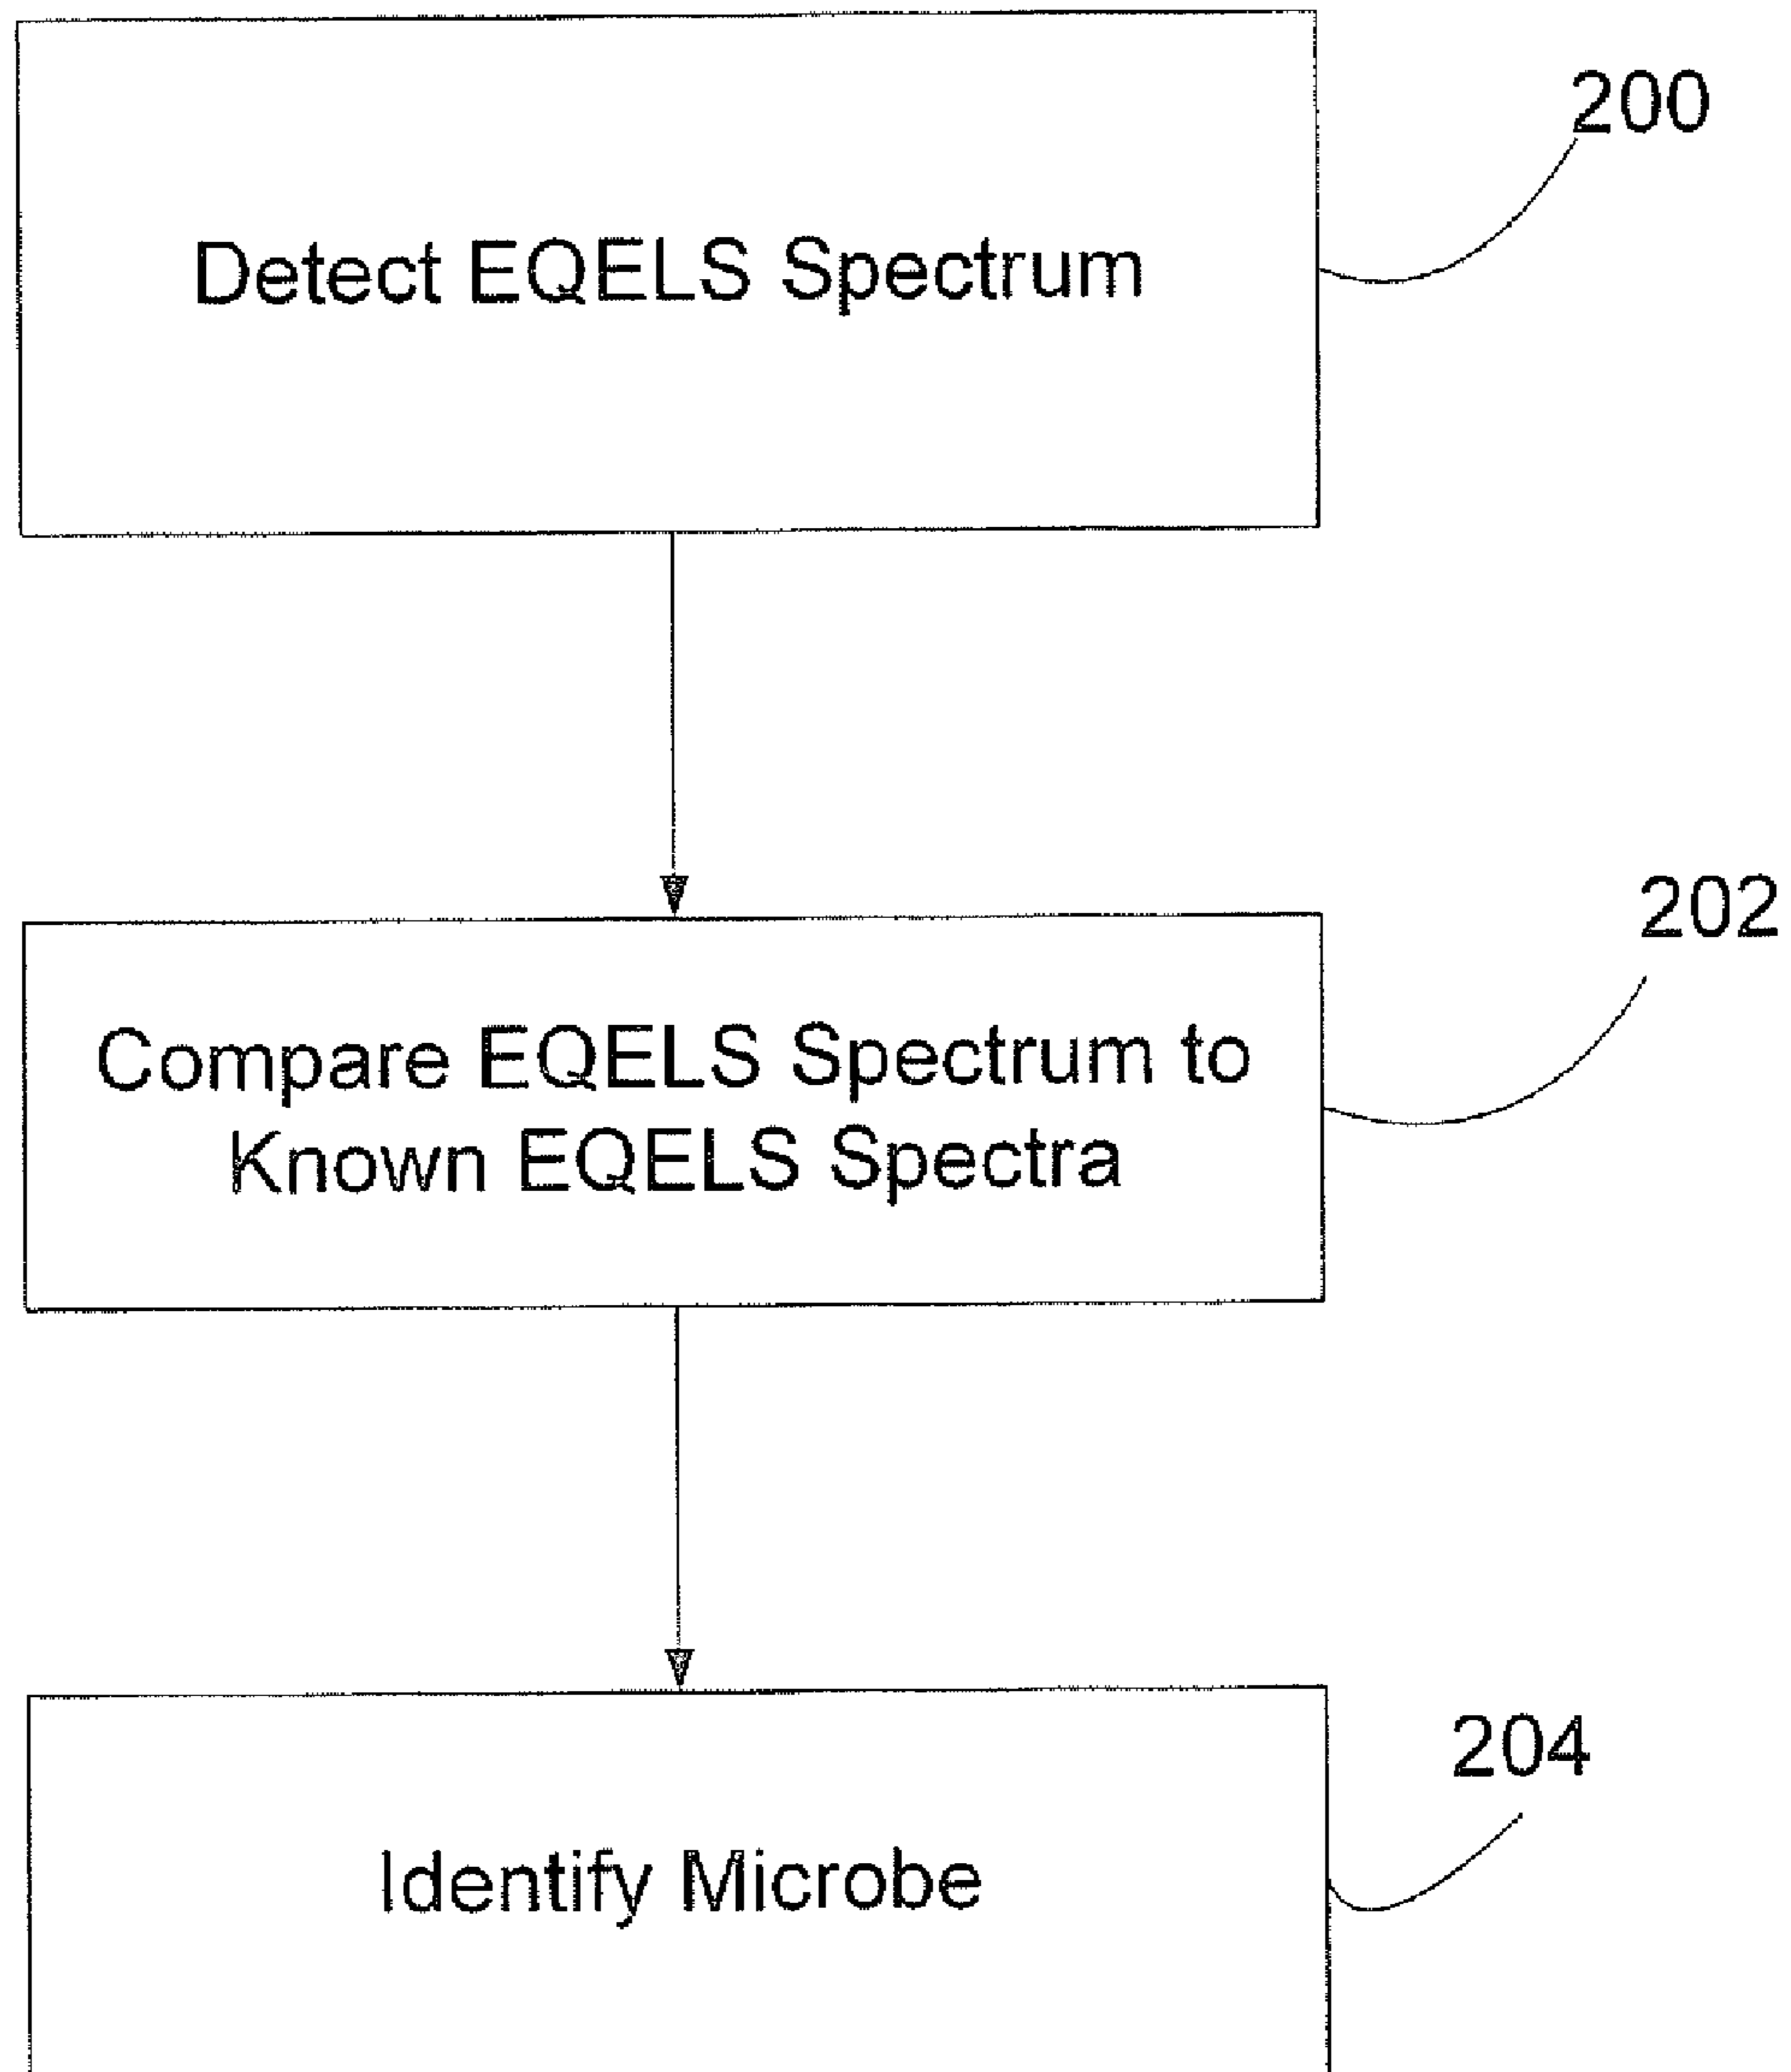 200
Detect EQELS Spectrum
202
Compare EQELS Spectrum to
Known EQELS Spectra
204
Identify Microbe